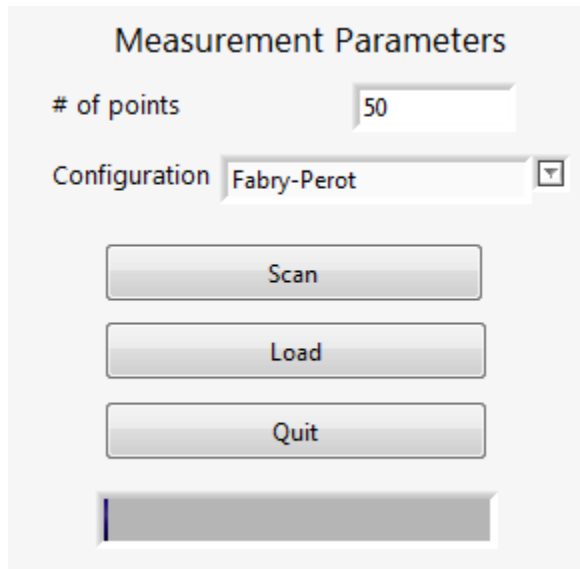 Measurement Parameters
# of points 50
Configuration Fabry-Perot
Scan
Load
Quit